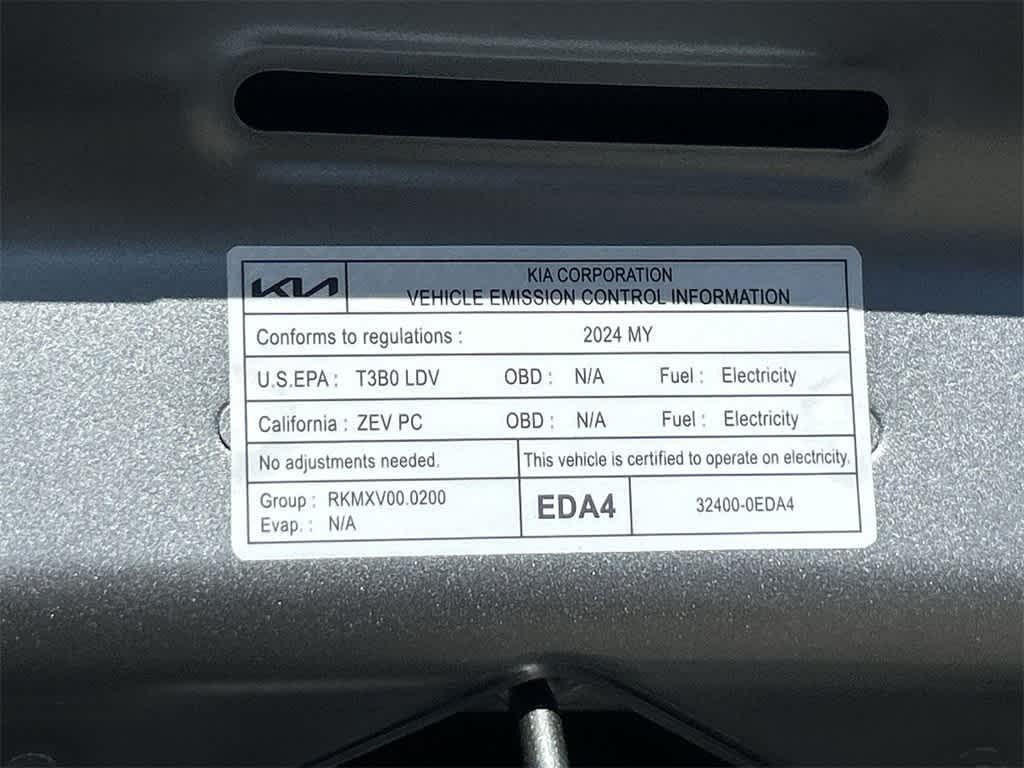 KIA
KIA CORPORATION
VEHICLE EMISSION CONTROL INFORMATION
Conforms to regulations : 2024 MY
U.S.EPA : T3B0 LDV OBD : N/A Fuel : Electricity
California : ZEV PC OBD : N/A Fuel : Electricity
No adjustments needed. This vehicle is certified to operate on electricity.
Group : RKMXV00.0200
Evap. : N/A
EDA4
32400-0EDA4